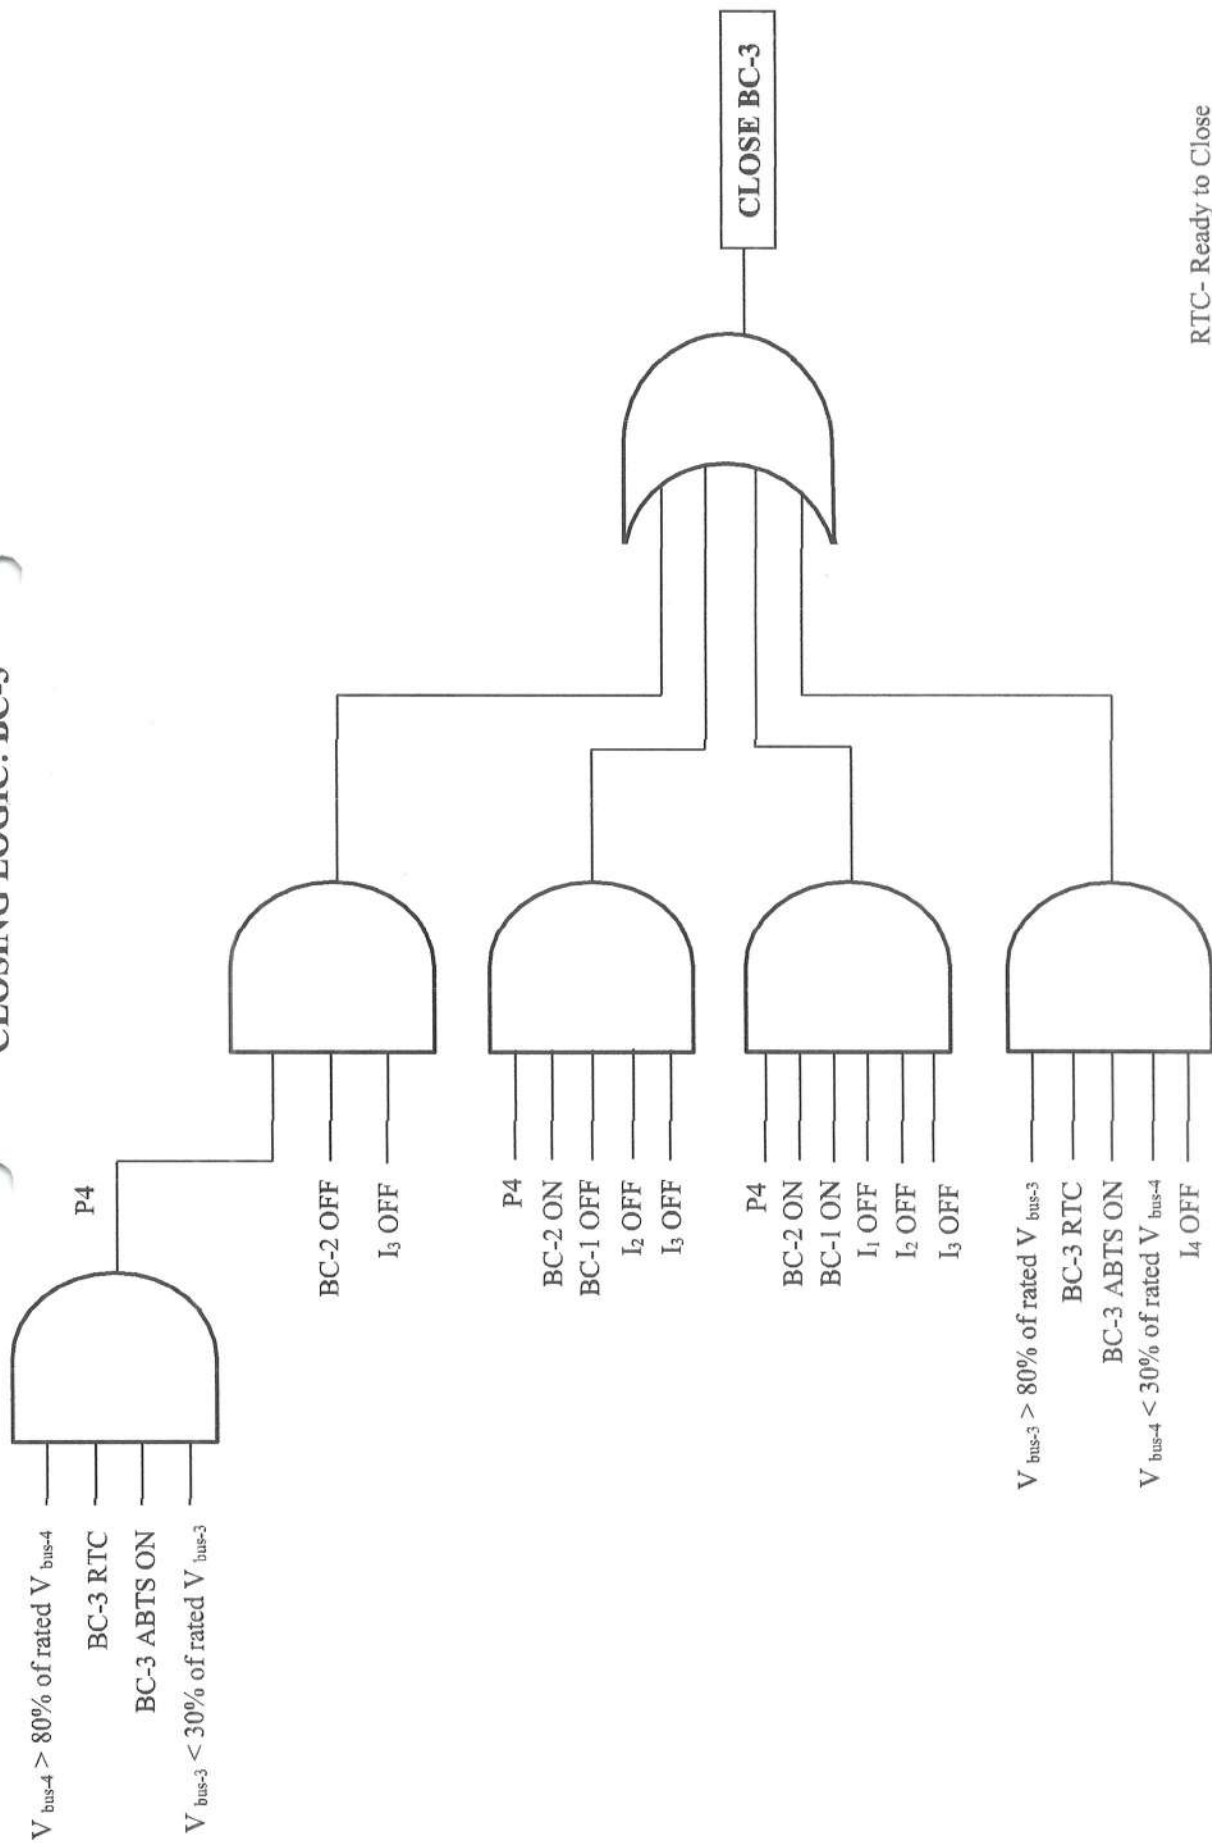 CLOSING LOGIC: BC-3
V bus-4 > 80% of rated V bus-4
BC-3 RTC
BC-3 ABTS ON
V bus-3 < 30% of rated V bus-3
P4
BC-2 OFF
I3 OFF
P4
BC-2 ON
BC-1 OFF
I2 OFF
I3 OFF
P4
BC-2 ON
BC-1 ON
I1 OFF
I2 OFF
I3 OFF
V bus-3 > 80% of rated V bus-3
BC-3 RTC
BC-3 ABTS ON
V bus-4 < 30% of rated V bus-4
I4 OFF
CLOSE BC-3
RTC- Ready to Close